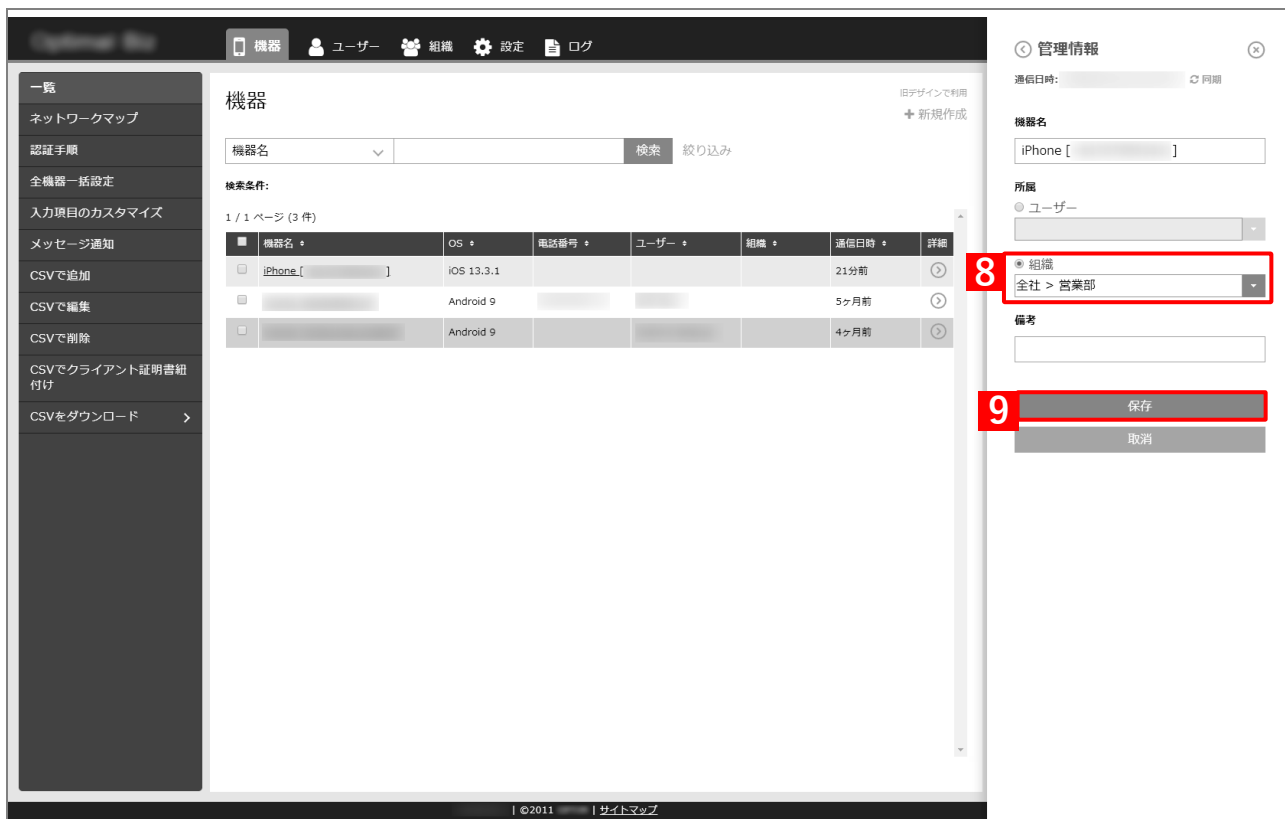 機器 ユーザー 組織 設定 ログ
一覧
ネットワークマップ
認証手順
全機器一括設定
入力項目のカスタマイズ
メッセージ通知
CSVで追加
CSVで編集
CSVで削除
CSVでクライアント証明書紐
付け
CSVをダウンロード
機器
旧デザインで利用
新規作成
機器名 検索 絞り込み
検索条件:
1 / 1 ページ (3 件)
機器名 OS 電話番号 ユーザー 組織 通信日時 詳細
iPhone [ ] iOS 13.3.1 21分前
Android 9 5ヶ月前
Android 9 4ヶ月前
管理情報
通信日時: 同期
機器名
iPhone [ ]
所属
ユーザー
8
組織
全社 > 営業部
備考
9
保存
取消
| ©2011 | サイトマップ